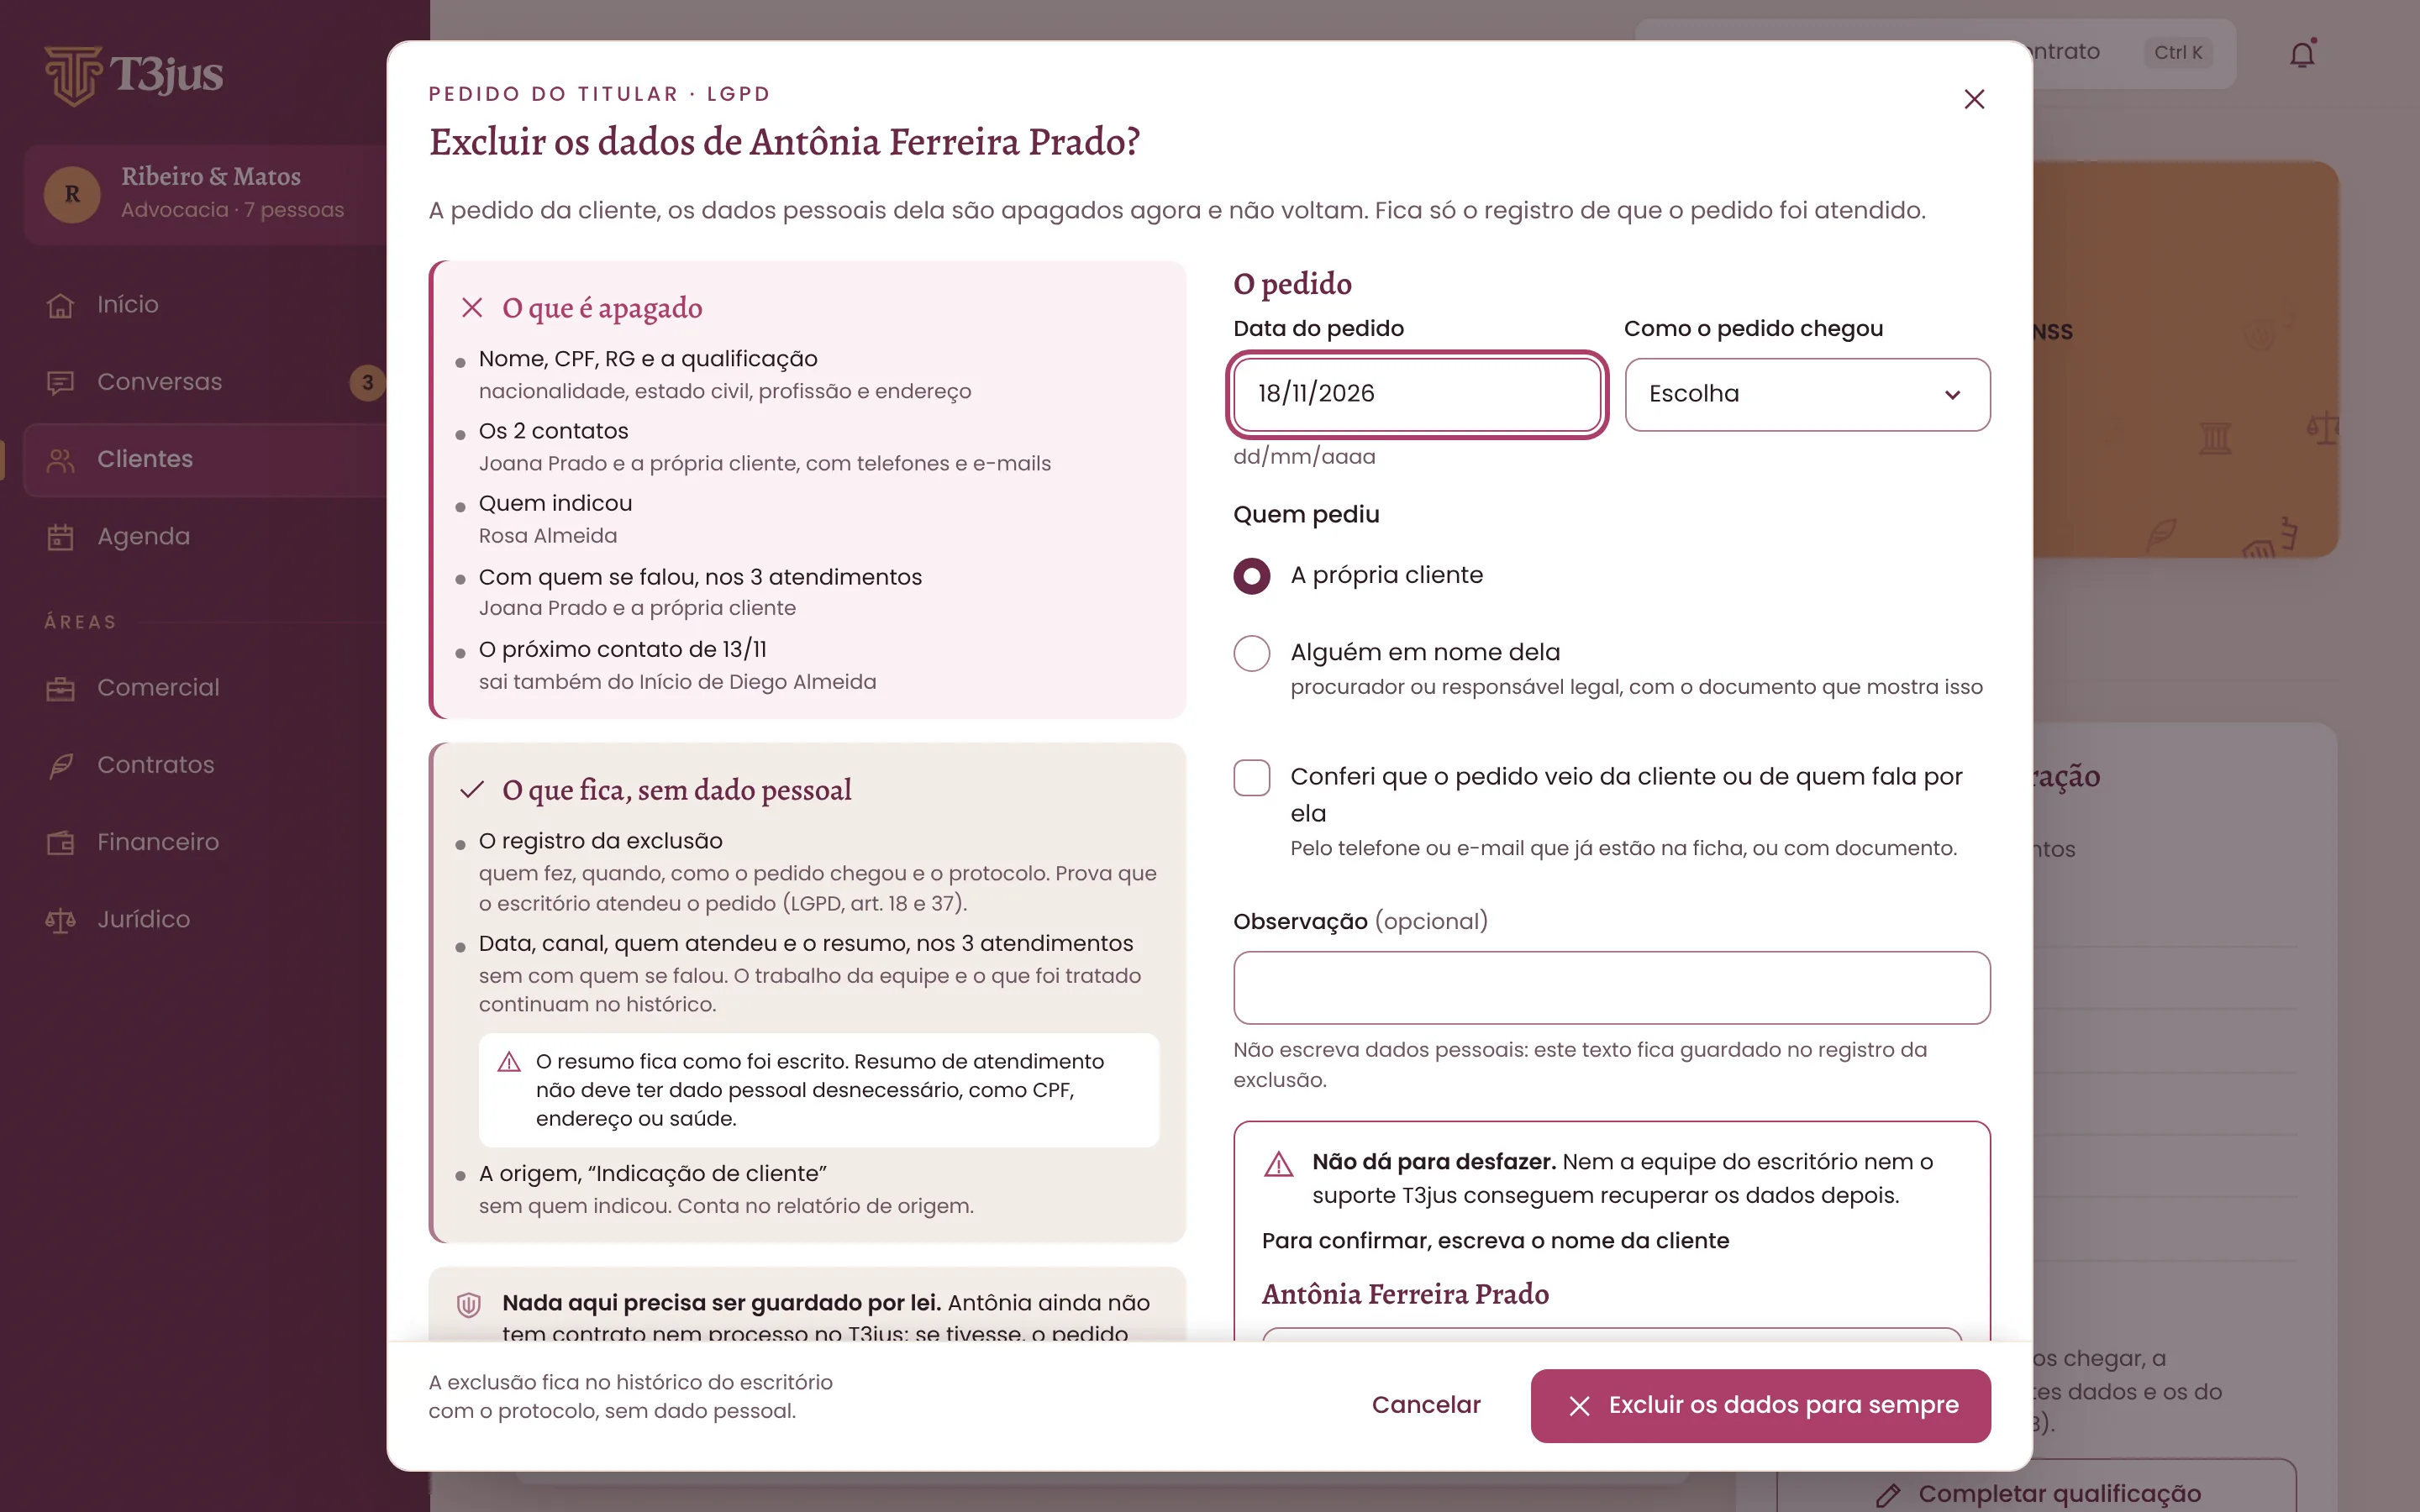 T3jus
R
Ribeiro & Matos
Advocacia · 7 pessoas
Início
Conversas
3
Clientes
Agenda
ÁREAS
Comercial
Contratos
Financeiro
Jurídico
Ctrl K
PEDIDO DO TITULAR · LGPD
Excluir os dados de Antônia Ferreira Prado?
A pedido da cliente, os dados pessoais dela são apagados agora e não voltam. Fica só o registro de que o pedido foi atendido.
O que é apagado
Nome, CPF, RG e a qualificação
nacionalidade, estado civil, profissão e endereço
Os 2 contatos
Joana Prado e a própria cliente, com telefones e e-mails
Quem indicou
Rosa Almeida
Com quem se falou, nos 3 atendimentos
Joana Prado e a própria cliente
O próximo contato de 13/11
sai também do Início de Diego Almeida
O que fica, sem dado pessoal
O registro da exclusão
quem fez, quando, como o pedido chegou e o protocolo. Prova que
o escritório atendeu o pedido (LGPD, art. 18 e 37).
Data, canal, quem atendeu e o resumo, nos 3 atendimentos
sem com quem se falou. O trabalho da equipe e o que foi tratado
continuam no histórico.
O resumo fica como foi escrito. Resumo de atendimento
não deve ter dado pessoal desnecessário, como CPF,
endereço ou saúde.
A origem, “Indicação de cliente”
sem quem indicou. Conta no relatório de origem.
Nada aqui precisa ser guardado por lei. Antônia ainda não
tem contrato nem processo no T3jus: se tivesse, o pedido
O pedido
Data do pedido
18/11/2026
dd/mm/aaaa
Como o pedido chegou
Escolha
Quem pediu
A própria cliente
Alguém em nome dela
procurador ou responsável legal, com o documento que mostra isso
Conferi que o pedido veio da cliente ou de quem fala por
ela
Pelo telefone ou e-mail que já estão na ficha, ou com documento.
Observação (opcional)
Não escreva dados pessoais: este texto fica guardado no registro da
exclusão.
Não dá para desfazer. Nem a equipe do escritório nem o
suporte T3jus conseguem recuperar os dados depois.
Para confirmar, escreva o nome da cliente
Antônia Ferreira Prado
A exclusão fica no histórico do escritório
com o protocolo, sem dado pessoal.
Cancelar
Excluir os dados para sempre
os chegar, a
tes dados e os do
Completar qualificação